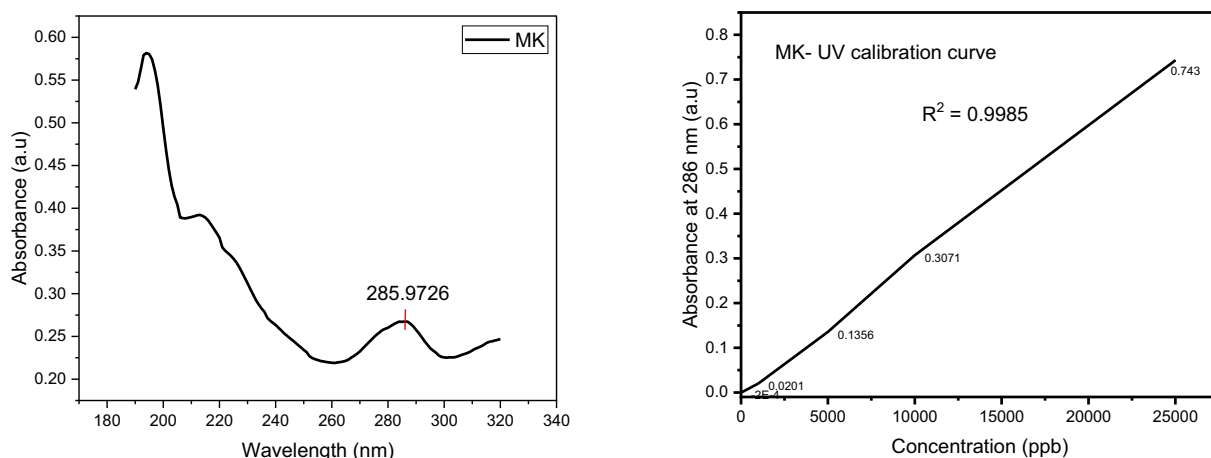 0.60
0.55
0.50
0.45
0.40
0.35
0.30
0.25
0.20
Absorbance (a.u)
MK
285.9726
180 200 220 240 260 280 300 320 340
Wavelength (nm)
0.8
0.7
0.6
0.5
0.4
0.3
0.2
0.1
0.0
Absorbance at 286 nm (a.u)
MK- UV calibration curve
R² = 0.9985
0.743
0.3071
0.1356
0.0201
-2E-4
0 5000 10000 15000 20000 25000
Concentration (ppb)